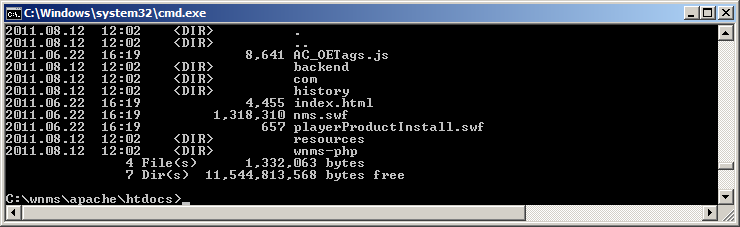 C:\Windows\system32\cmd.exe
2011.08.12  12:02    <DIR>          .
2011.08.12  12:02    <DIR>          ..
2011.06.22  16:19             8,641 AC_OETags.js
2011.08.12  12:02    <DIR>          backend
2011.08.12  12:02    <DIR>          com
2011.08.12  12:02    <DIR>          history
2011.06.22  16:19             4,455 index.html
2011.06.22  16:19         1,318,310 nms.swf
2011.06.22  16:19               657 playerProductInstall.swf
2011.08.12  12:02    <DIR>          resources
2011.08.12  12:02    <DIR>          wnms-php
               4 File(s)      1,332,063 bytes
               7 Dir(s)  11,544,813,568 bytes free
C:\wnms\apache\htdocs>_